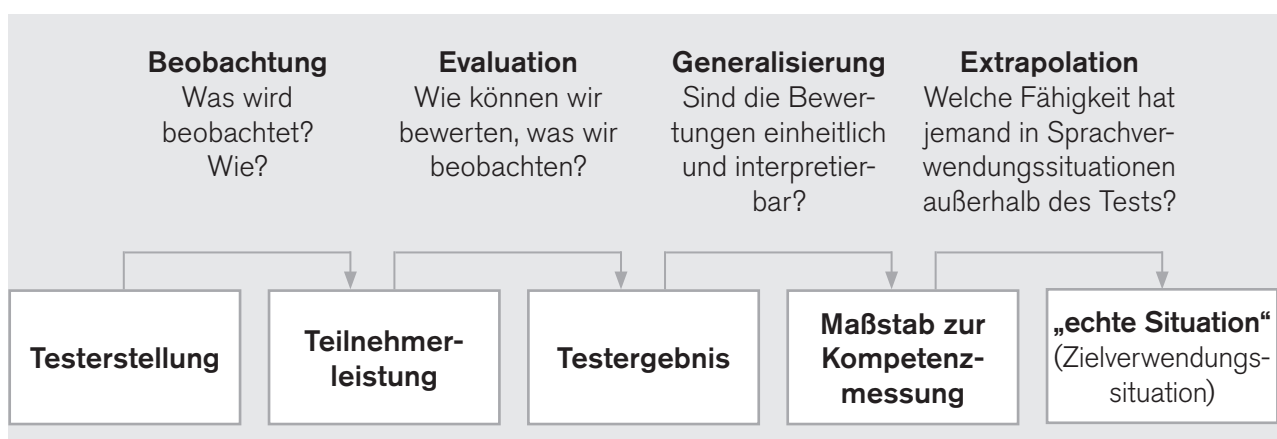 Beobachtung
Was wird
beobachtet?
Wie?
Evaluation
Wie können wir
bewerten, was wir
beobachten?
Generalisierung
Sind die Bewer-
tungen einheitlich
und interpretier-
bar?
Extrapolation
Welche Fähigkeit hat
jemand in Sprachver-
wendungssituationen
außerhalb des Tests?
Testerstellung
Teilnehmer-
leistung
Testergebnis
Maßstab zur
Kompetenz-
messung
„echte Situation“
(Zielverwendungs-
situation)